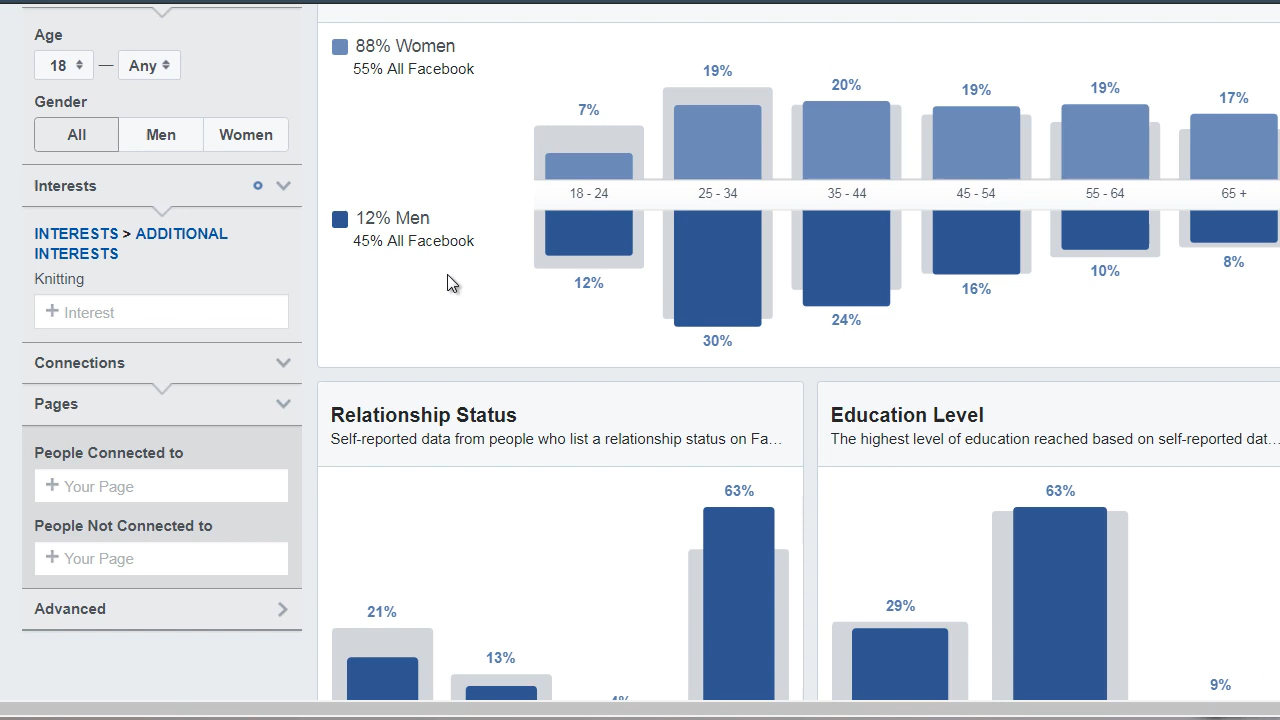 Age
18 — Any
Gender
All Men Women
Interests
INTERESTS > ADDITIONAL
INTERESTS
Knitting
+ Interest
Connections
Pages
People Connected to
+ Your Page
People Not Connected to
+ Your Page
Advanced
88% Women
55% All Facebook
7% 19% 20% 19% 19% 17%
18 - 24 25 - 34 35 - 44 45 - 54 55 - 64 65 +
12% Men
45% All Facebook
12% 30% 24% 16% 10% 8%
Relationship Status
Self-reported data from people who list a relationship status on Fa...
21% 13% 4% 63%
Education Level
The highest level of education reached based on self-reported dat...
29% 63% 9%